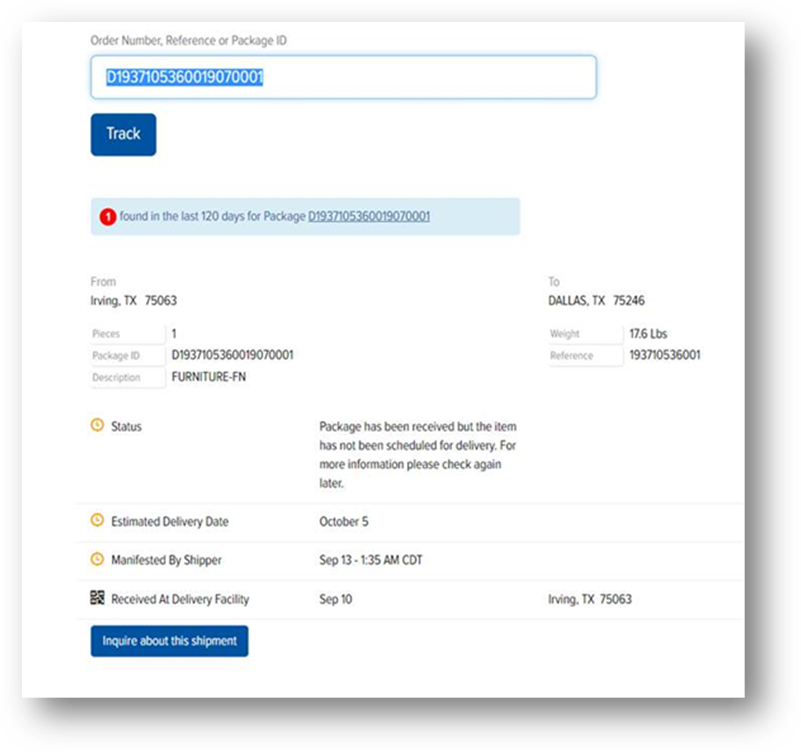 Order Number, Reference or Package ID
D1937105360019070001
Track
1 found in the last 120 days for Package D1937105360019070001
From
Irving, TX 75063
To
DALLAS, TX 75246
Pieces 1
Package ID D1937105360019070001
Description FURNITURE-FN
Weight 17.6 Lbs
Reference 193710536001
Status
Package has been received but the item
has not been scheduled for delivery. For
more information please check again
later.
Estimated Delivery Date October 5
Manifested By Shipper Sep 13 - 1:35 AM CDT
Received At Delivery Facility Sep 10 Irving, TX 75063
Inquire about this shipment